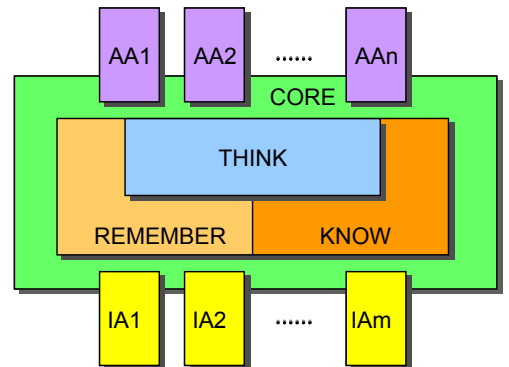 AA1 AA2 ...... AAn
CORE
THINK
REMEMBER KNOW
IA1 IA2 ...... IAm